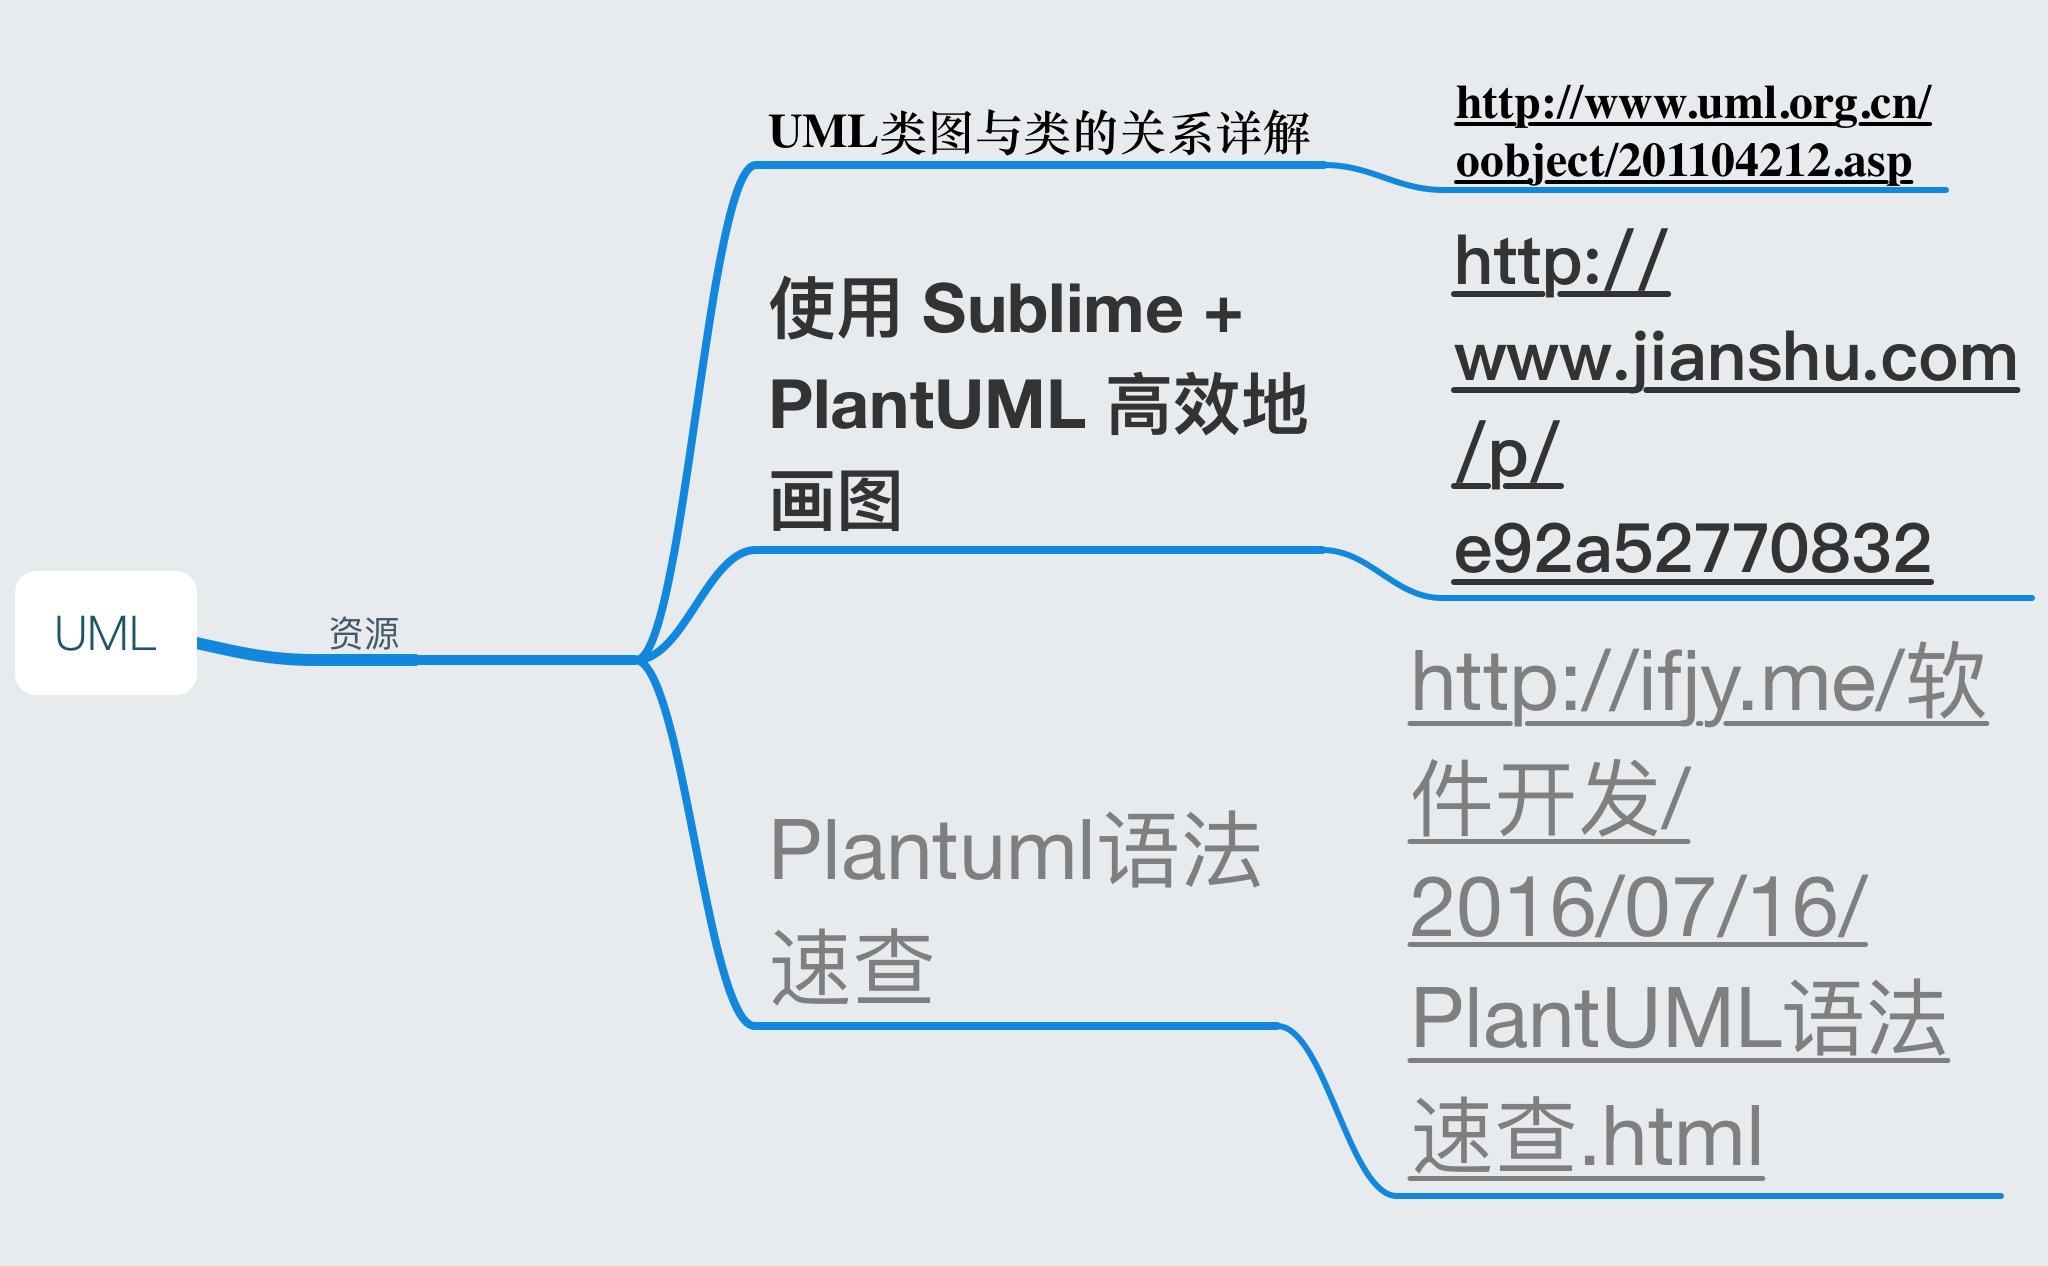 UML
资源
UML类图与类的关系详解
http://www.uml.org.cn/
oobject/201104212.asp
使用 Sublime +
PlantUML 高效地
画图
http://
www.jianshu.com
/p/
e92a52770832
Plantuml语法
速查
http://ifjy.me/软
件开发/
2016/07/16/
PlantUML语法
速查.html